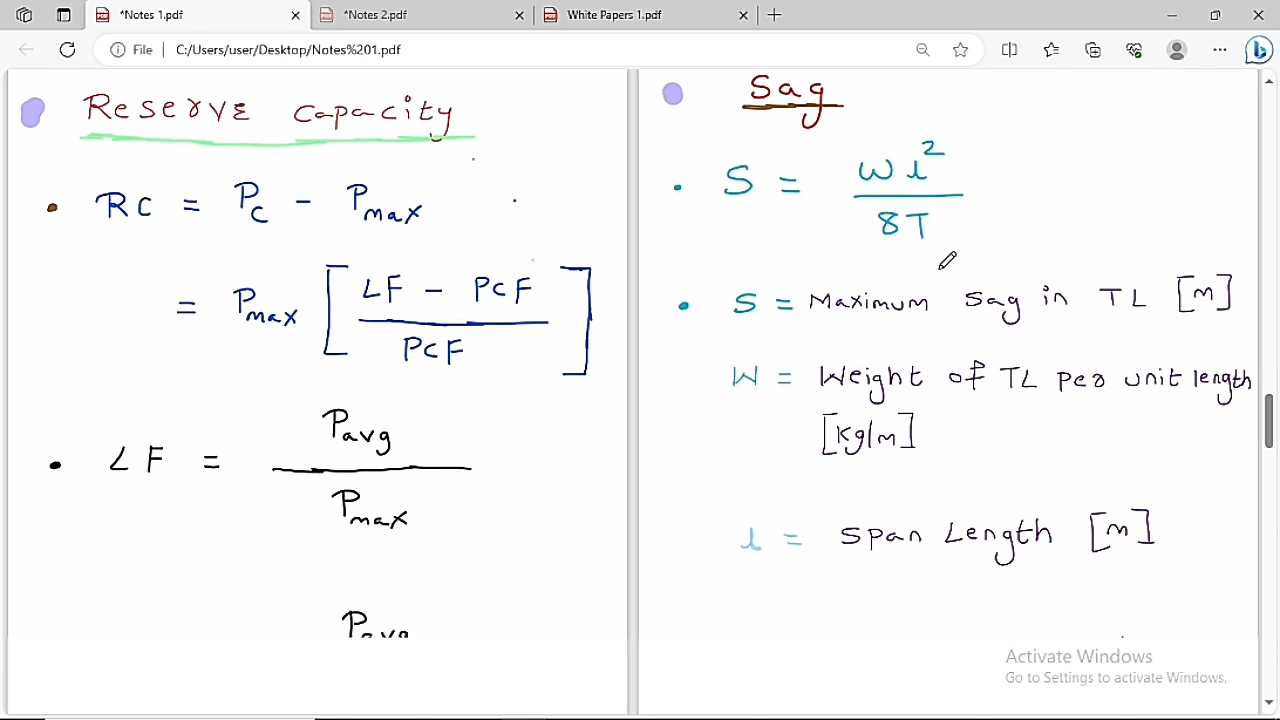 *Notes 1.pdf
*Notes 2.pdf
White Papers 1.pdf
File C:/Users/user/Desktop/Notes%201.pdf
Reserve Capacity
RC = Pc - Pmax
= Pmax [ LF - PCF / PCF ]
LF = Pavg / Pmax
Pavg
Sag
S = wl² / 8T
S = Maximum Sag in TL [m]
W = Weight of TL per unit length
[Kg/m]
l = Span Length [m]
Activate Windows
Go to Settings to activate Windows.